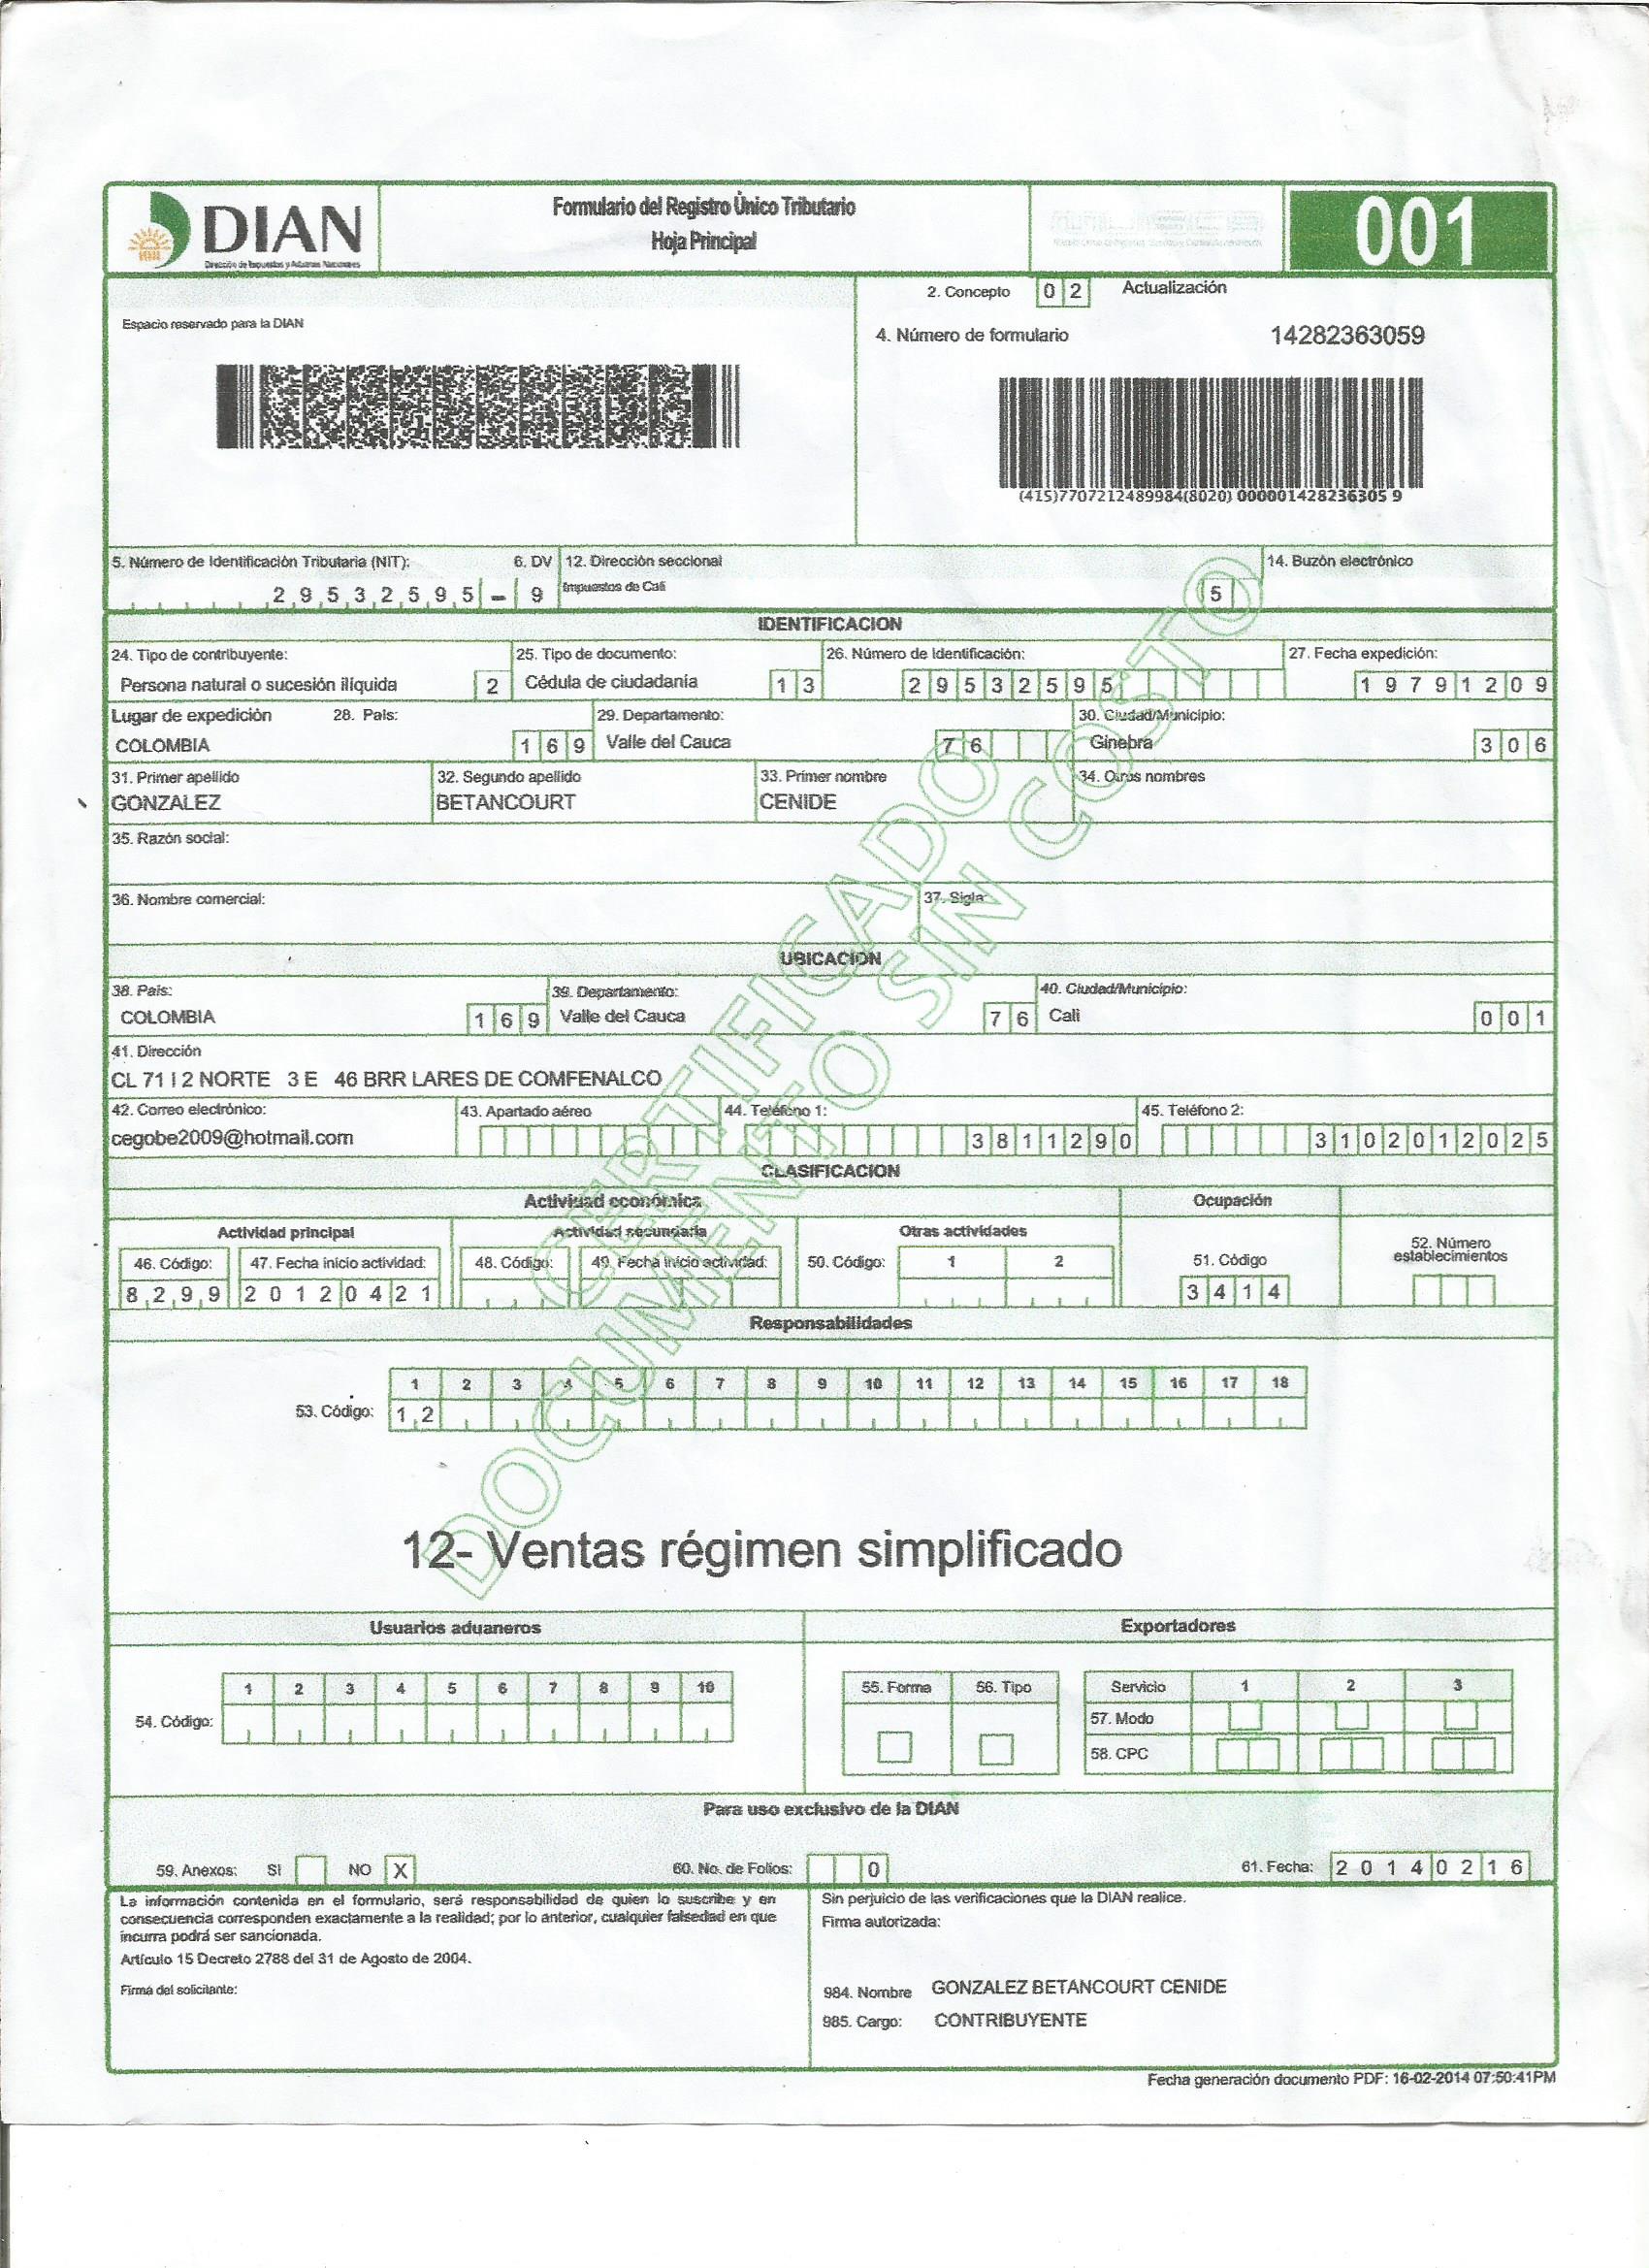 DIAN
Dirección de Impuestos y Aduanas Nacionales
Formulario del Registro Único Tributario
Hoja Principal
001
2. Concepto 0 2 Actualización
Espacio reservado para la DIAN
4. Número de formulario 14282363059
(415)7707212489984(8020) 000001428236305 9
5. Número de Identificación Tributaria (NIT): 6. DV 12. Dirección seccional 14. Buzón electrónico
2 9 5 3 2 5 9 5 - 9 Impuestos de Cali 5
IDENTIFICACION
24. Tipo de contribuyente: 25. Tipo de documento: 26. Número de Identificación: 27. Fecha expedición:
Persona natural o sucesión ilíquida 2 Cédula de ciudadanía 1 3 2 9 5 3 2 5 9 5 1 9 7 9 1 2 0 9
Lugar de expedición 28. País: 29. Departamento: 30. Ciudad/Municipio:
COLOMBIA 1 6 9 Valle del Cauca 7 6 Ginebra 3 0 6
31. Primer apellido 32. Segundo apellido 33. Primer nombre 34. Otros nombres
GONZALEZ BETANCOURT CENIDE
35. Razón social:
36. Nombre comercial: 37. Sigla:
UBICACION
38. País: 39. Departamento: 40. Ciudad/Municipio:
COLOMBIA 1 6 9 Valle del Cauca 7 6 Cali 0 0 1
41. Dirección
CL 71 I 2 NORTE 3 E 46 BRR LARES DE COMFENALCO
42. Correo electrónico: 43. Apartado aéreo 44. Teléfono 1: 45. Teléfono 2:
cegobe2009@hotmail.com 3 8 1 1 2 9 0 3 1 0 2 0 1 2 0 2 5
CLASIFICACION
Actividad económica Ocupación
Actividad principal Actividad secundaria Otras actividades 52. Número establecimientos
46. Código: 47. Fecha inicio actividad: 48. Código: 49. Fecha inicio actividad: 50. Código: 1 2 51. Código
8 2 9 9 2 0 1 2 0 4 2 1 3 4 1 4
Responsabilidades
1 2 3 4 5 6 7 8 9 10 11 12 13 14 15 16 17 18
53. Código: 1 2
12- Ventas régimen simplificado
CERTIFICADO
DOCUMENTO SIN COSTO
Usuarios aduaneros Exportadores
1 2 3 4 5 6 7 8 9 10 55. Forma 56. Tipo Servicio 1 2 3
54. Código: 57. Modo
58. CPC
Para uso exclusivo de la DIAN
59. Anexos: SI NO X 60. No. de Folios: 0 61. Fecha: 2 0 1 4 0 2 1 6
La información contenida en el formulario, será responsabilidad de quien lo suscribe y en
consecuencia corresponden exactamente a la realidad; por lo anterior, cualquier falsedad en que
incurra podrá ser sancionada.
Artículo 15 Decreto 2788 del 31 de Agosto de 2004.
Firma del solicitante:
Sin perjuicio de las verificaciones que la DIAN realice.
Firma autorizada:
984. Nombre GONZALEZ BETANCOURT CENIDE
985. Cargo: CONTRIBUYENTE
Fecha generación documento PDF: 16-02-2014 07:50:41PM